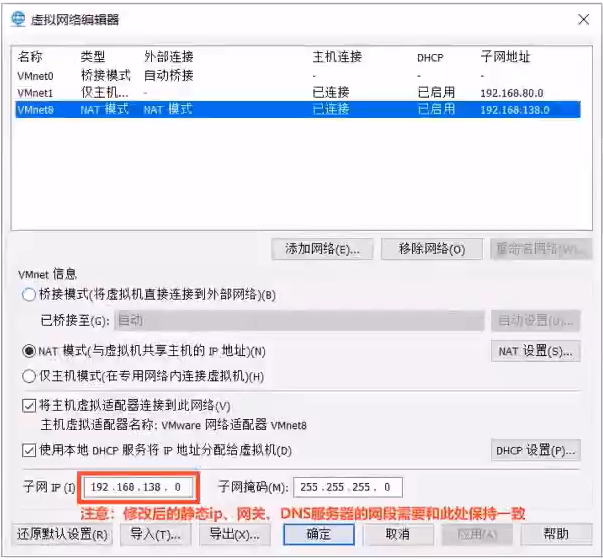 虚拟网络编辑器
名称 类型 外部连接 主机连接 DHCP 子网地址
VMnet0 桥接模式 自动桥接 - - -
VMnet1 仅主机... - 已连接 已启用 192.168.80.0
VMnet8 NAT 模式 NAT 模式 已连接 已启用 192.168.138.0
添加网络(E)... 移除网络(O) 重命名网络(W)...
VMnet 信息
桥接模式(将虚拟机直接连接到外部网络)(B)
已桥接至(G): 自动 自动设置(U)...
NAT 模式(与虚拟机共享主机的 IP 地址)(N) NAT 设置(S)...
仅主机模式(在专用网络内连接虚拟机)(H)
将主机虚拟适配器连接到此网络(V)
主机虚拟适配器名称: VMware 网络适配器 VMnet8
使用本地 DHCP 服务将 IP 地址分配给虚拟机(D) DHCP 设置(P)...
子网 IP (I) 192.168.138. 0 子网掩码(M): 255.255.255. 0
注意：修改后的静态ip、网关、DNS服务器的网段需要和此处保持一致
还原默认设置(R) 导入(T)... 导出(X)... 确定 取消 应用(A) 帮助